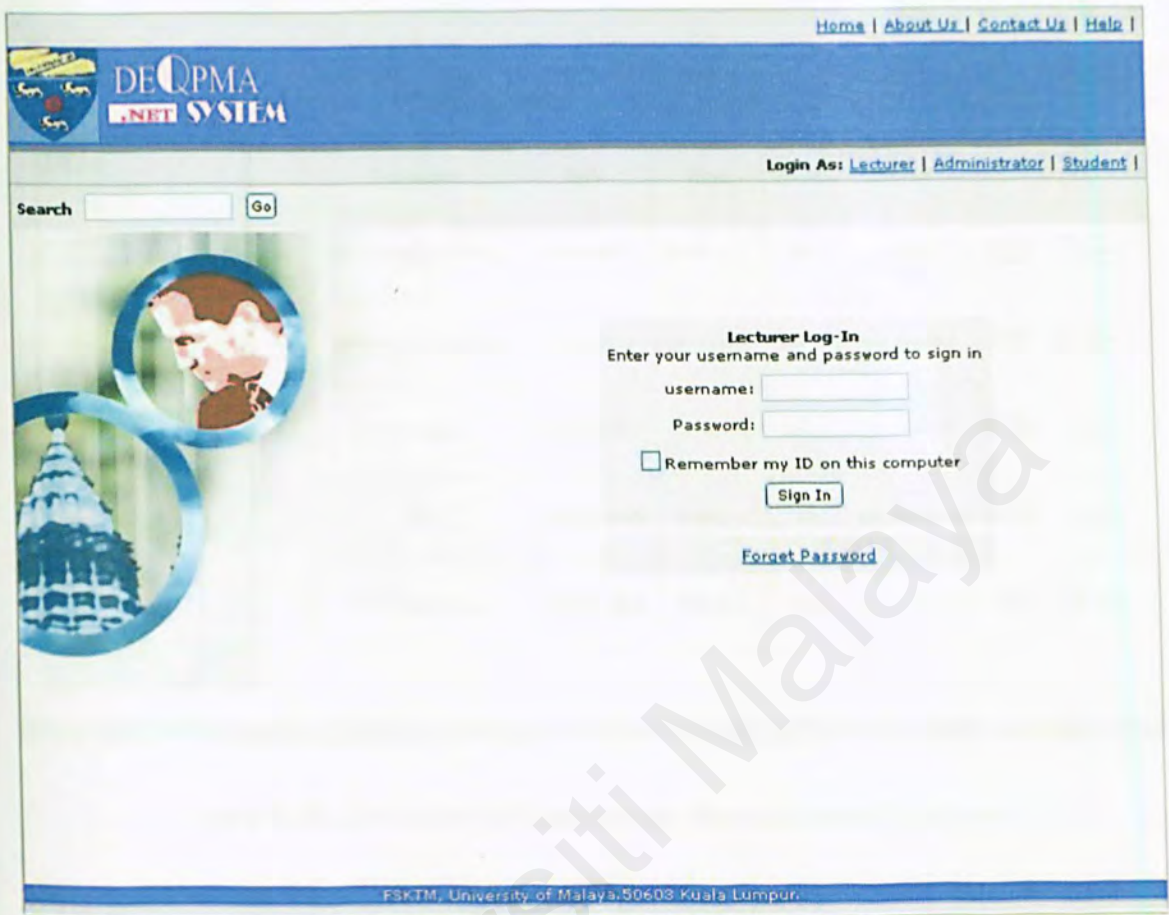 Home | About Us | Contact Us | Help |
DEQPMA
.NET SYSTEM
Login As: Lecturer | Administrator | Student |
Search Go
Lecturer Log-In
Enter your username and password to sign in
username:
Password:
Remember my ID on this computer
Sign In
Forget Password
FSKTM, University of Malaya.50603 Kuala Lumpur.
rsiti Malaya